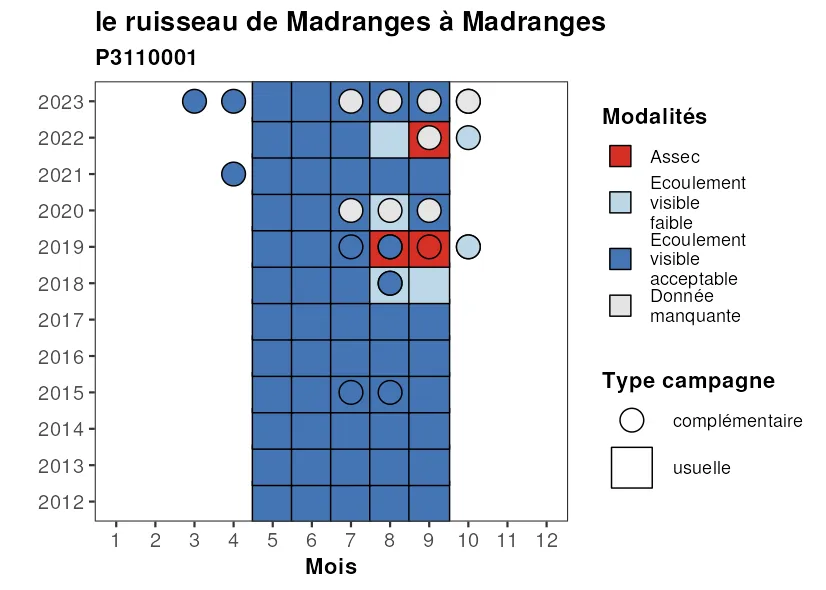 le ruisseau de Madranges à Madranges
P3110001
2023
2022
2021
2020
2019
2018
2017
2016
2015
2014
2013
2012
1 2 3 4 5 6 7 8 9 10 11 12
Mois
Modalités
Assec
Ecoulement
visible
faible
Ecoulement
visible
acceptable
Donnée
manquante
Type campagne
complémentaire
usuelle